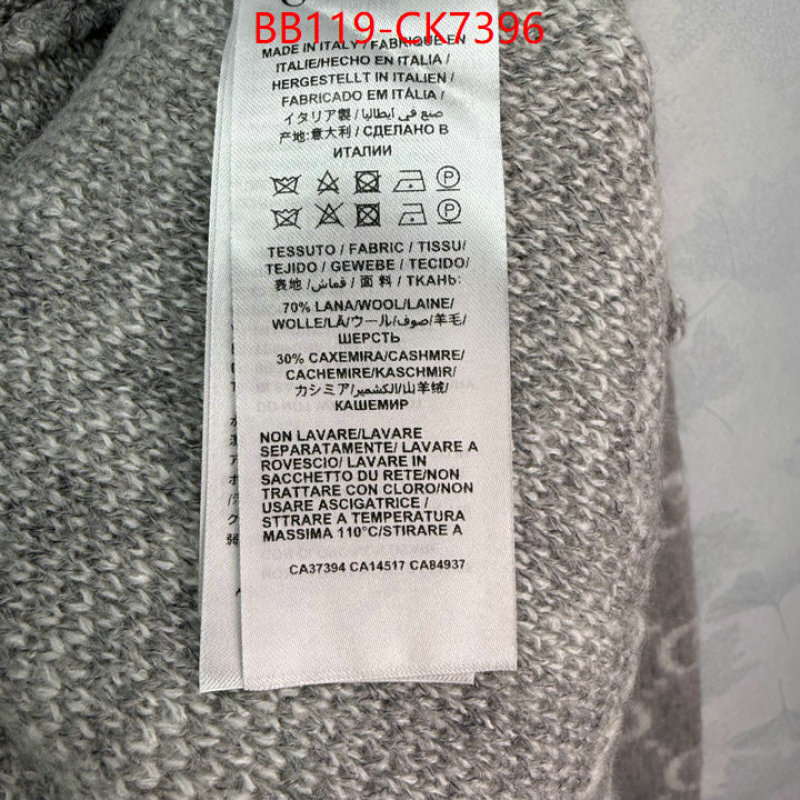 BB119-CK7396
MADE IN ITALY/FABRIQUE EN
ITALIE/HECHO EN ITALIA /
HERGESTELLT IN ITALIEN /
FABRICADO EM ITÁLIA /
イタリア製 / صنع في ايطاليا /
产地:意大利 / СДЕЛАНО В
ИТАЛИИ
P
P
TESSUTO / FABRIC / TISSU/
TEJIDO / GEWEBE / TECIDO/
表地 / قماش / 面 料 / ТКАНЬ:
70% LANA/WOOL/LAINE/
WOLLE/LÃ/ウール/صوف/羊毛/
ШЕРСТЬ
30% CAXEMIRA/CASHMRE/
CACHEMIRE/KASCHMIR/
カシミア/الكشمير/山羊绒/
КАШЕМИР
NON LAVARE/LAVARE
SEPARATAMENTE/ LAVARE A
ROVESCIO/ LAVARE IN
SACCHETTO DU RETE/NON
TRATTARE CON CLORO/NON
USARE ASCIGATRICE /
STTRARE A TEMPERATURA
MASSIMA 110°C/STIRARE A
CA37394 CA14517 CA84937